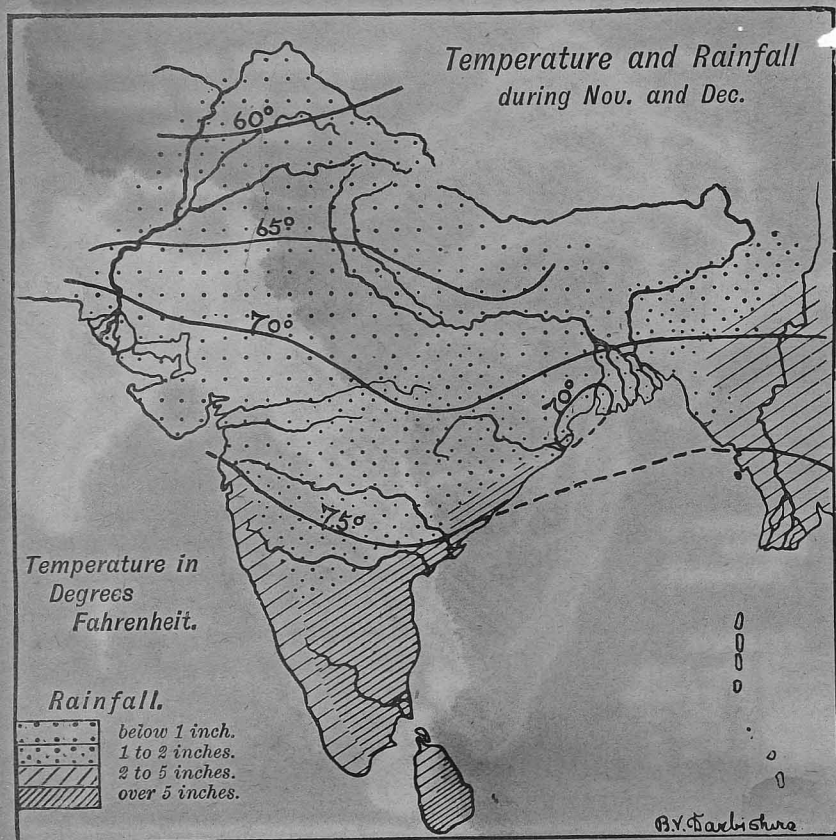 Temperature and Rainfall
during Nov. and Dec.
60°
65°
70°
70°
75°
Temperature in
Degrees
Fahrenheit.
Rainfall.
below 1 inch.
1 to 2 inches.
2 to 5 inches.
over 5 inches.
B.V. Darbishire